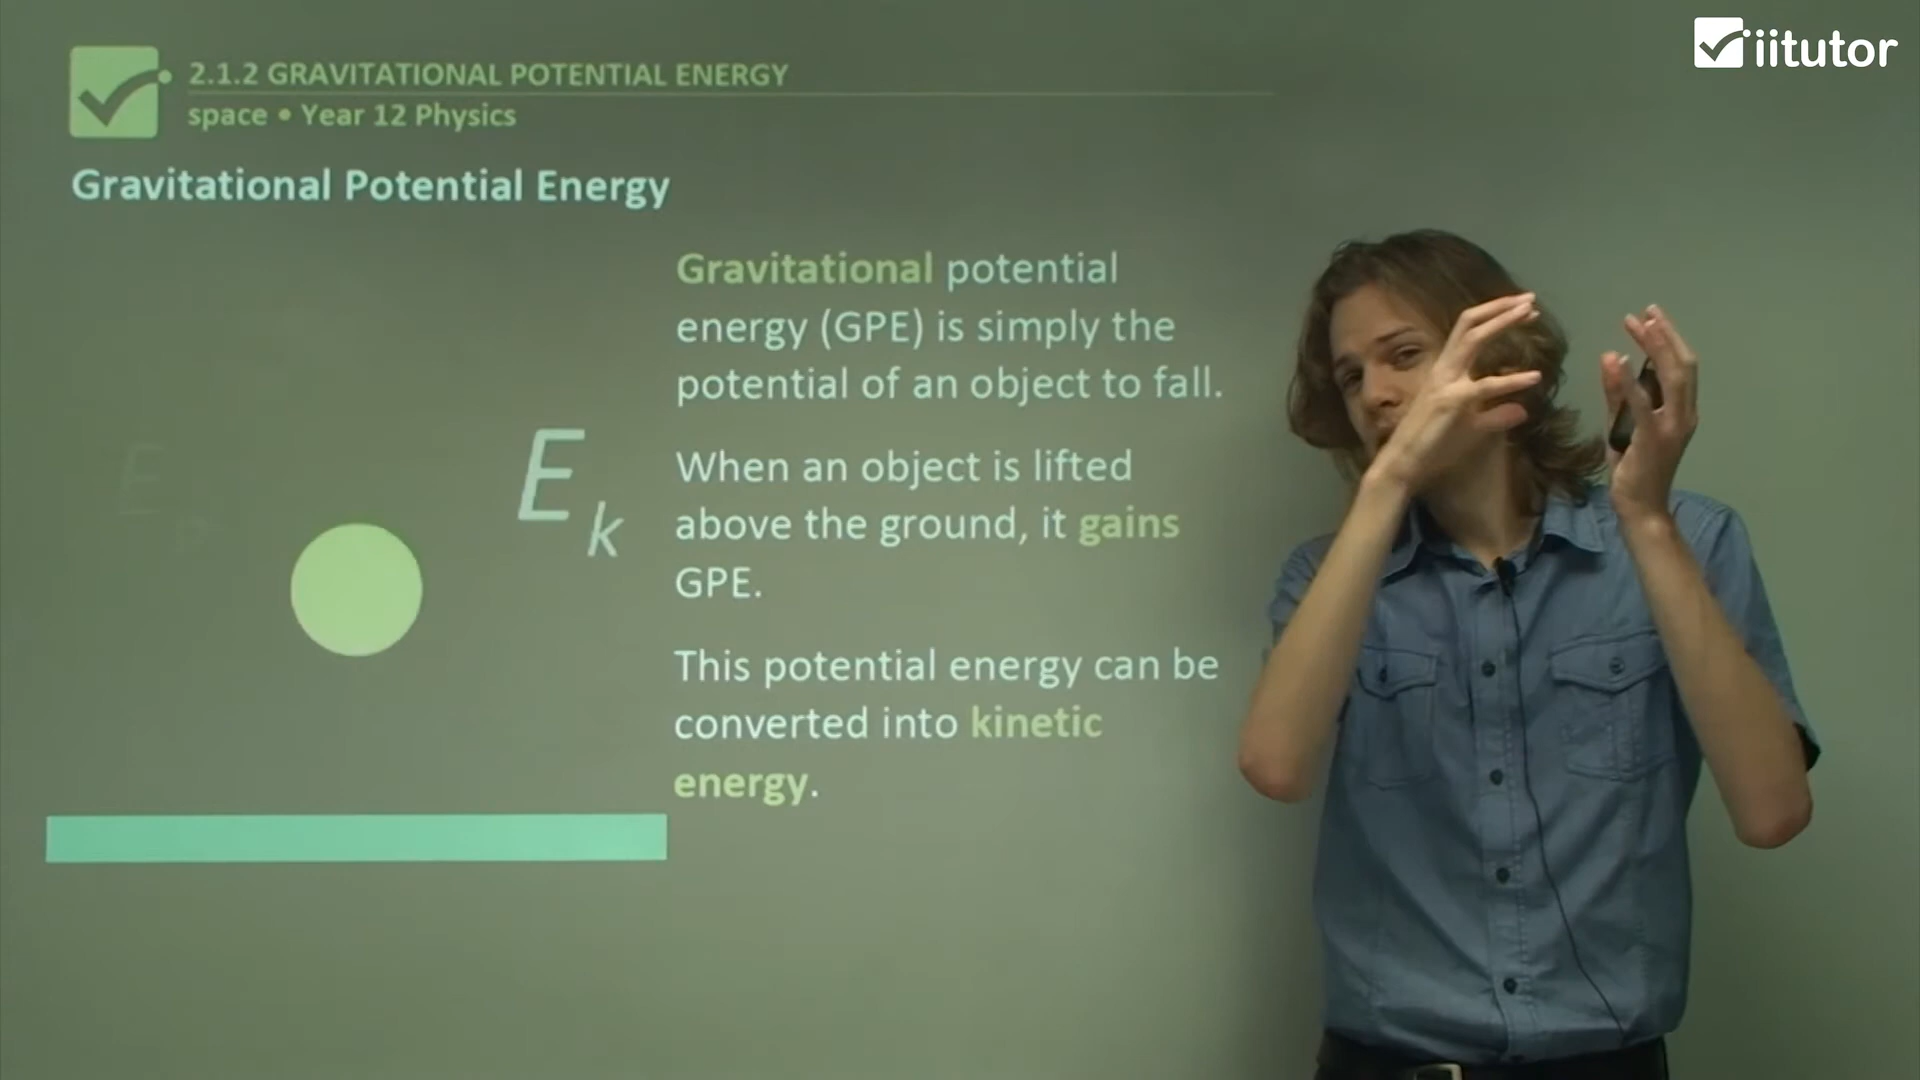 iitutor
2.1.2 GRAVITATIONAL POTENTIAL ENERGY
space • Year 12 Physics
Gravitational Potential Energy
Gravitational potential
energy (GPE) is simply the
potential of an object to fall.
When an object is lifted
above the ground, it gains
GPE.
This potential energy can be
converted into kinetic
energy.
E
k
E
p